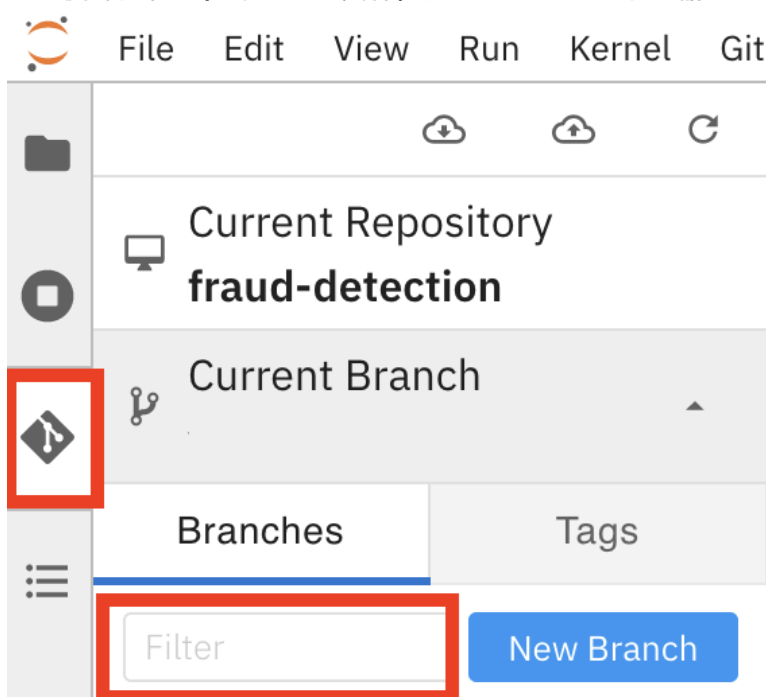 File Edit View Run Kernel Git
Current Repository
fraud-detection
Current Branch
Branches Tags
Filter New Branch